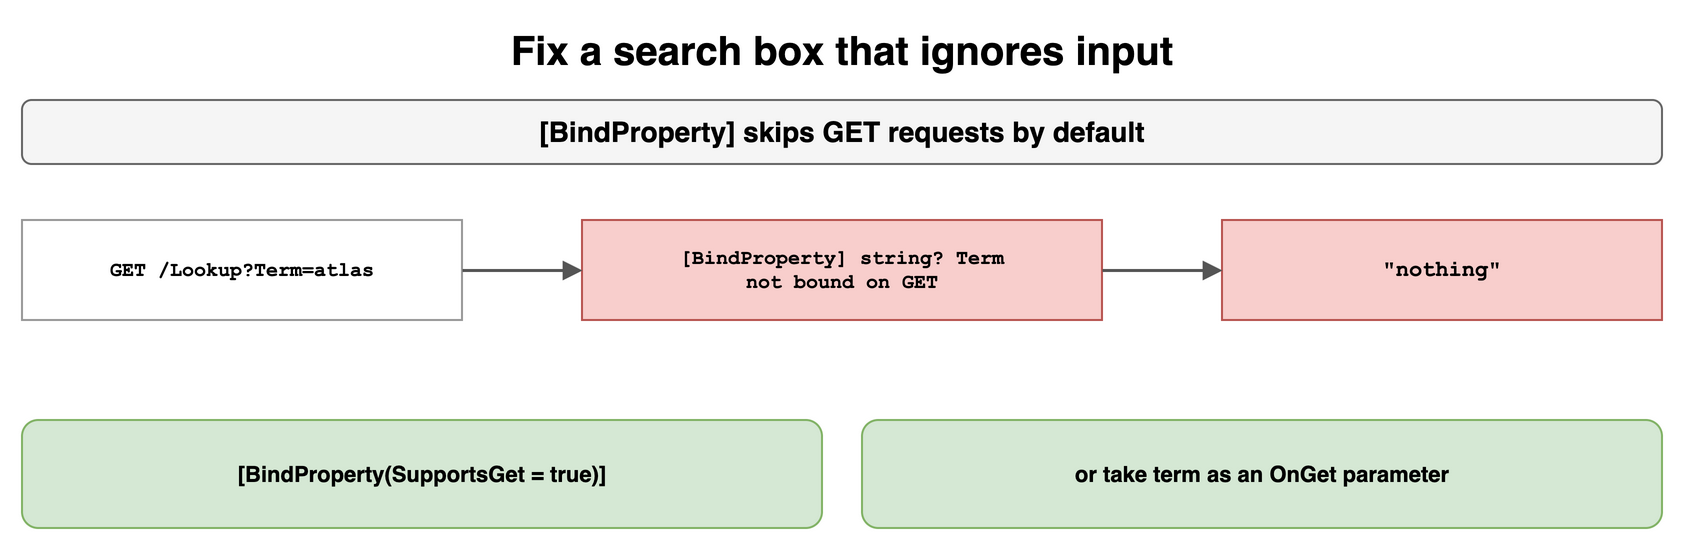 Fix a search box that ignores input
[BindProperty] skips GET requests by default
GET /Lookup?Term=atlas
[BindProperty] string? Term
not bound on GET
"nothing"
[BindProperty(SupportsGet = true)]
or take term as an OnGet parameter